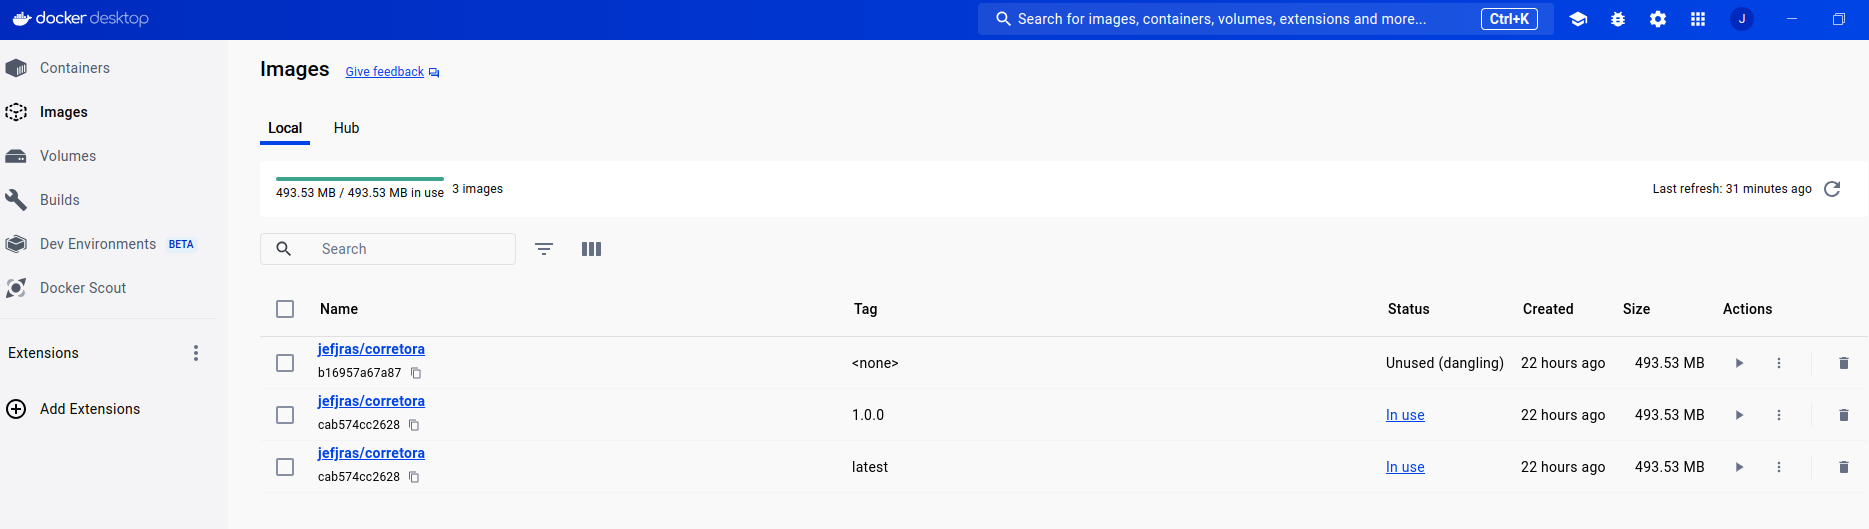 docker desktop
Search for images, containers, volumes, extensions and more...
Ctrl+K
J
Containers
Images
Volumes
Builds
Dev Environments BETA
Docker Scout
Extensions
Add Extensions
Images Give feedback
Local Hub
493.53 MB / 493.53 MB in use 3 images
Last refresh: 31 minutes ago
Search
Name Tag Status Created Size Actions
jefjras/corretora
b16957a67a87
<none> Unused (dangling) 22 hours ago 493.53 MB
jefjras/corretora
cab574cc2628
1.0.0 In use 22 hours ago 493.53 MB
jefjras/corretora
cab574cc2628
latest In use 22 hours ago 493.53 MB